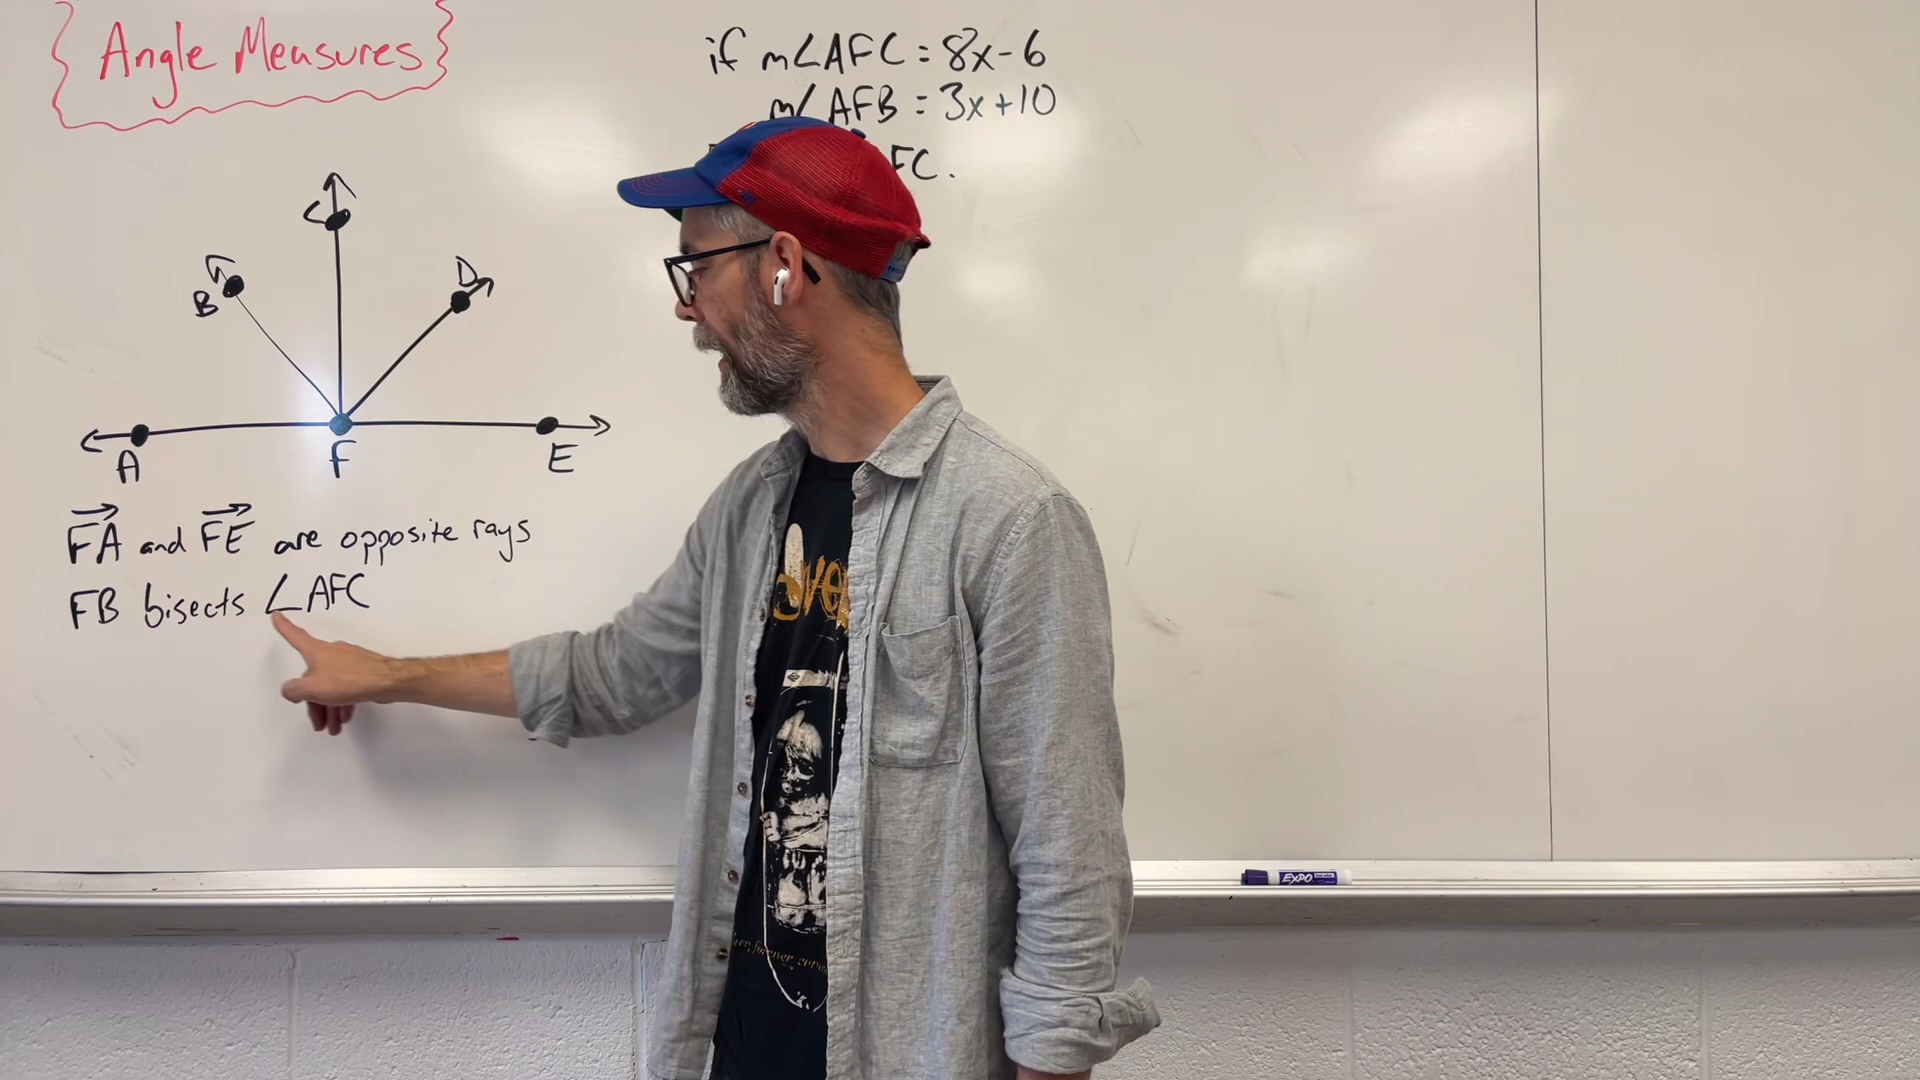 Angle Measures
if m∠AFC = 8x-6
m∠AFB = 3x+10
FC.
C
B
D
A
F
E
FA and FE are opposite rays
FB bisects ∠AFC
EXPO